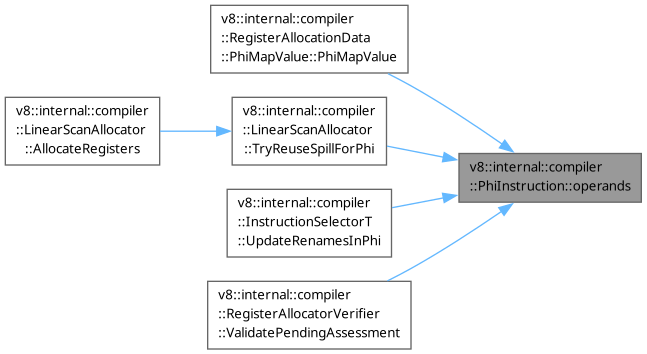 v8::internal::compiler
::RegisterAllocationData
::PhiMapValue::PhiMapValue
v8::internal::compiler
::LinearScanAllocator
::AllocateRegisters
v8::internal::compiler
::LinearScanAllocator
::TryReuseSpillForPhi
v8::internal::compiler
::PhiInstruction::operands
v8::internal::compiler
::InstructionSelectorT
::UpdateRenamesInPhi
v8::internal::compiler
::RegisterAllocatorVerifier
::ValidatePendingAssessment